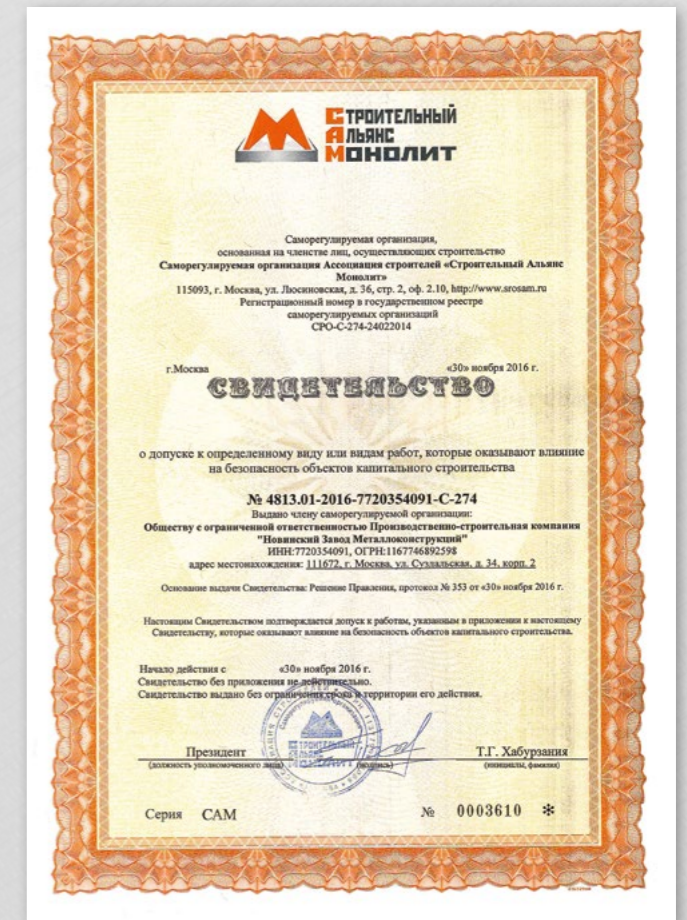 СТРОИТЕЛЬНЫЙ
АЛЬЯНС
МОНОЛИТ
Саморегулируемая организация,
основанная на членстве лиц, осуществляющих строительство
Саморегулируемая организация Ассоциация строителей «Строительный Альянс
Монолит»
115093, г. Москва, ул. Люсиновская, д. 36, стр. 2, оф. 2.10, http://www.srosam.ru
Регистрационный номер в государственном реестре
саморегулируемых организаций
СРО-С-274-24022014
г.Москва «30» ноября 2016 г.
СВИДЕТЕЛЬСТВО
о допуске к определенному виду или видам работ, которые оказывают влияние
на безопасность объектов капитального строительства
№ 4813.01-2016-7720354091-С-274
Выдано члену саморегулируемой организации:
Обществу с ограниченной ответственностью Производственно-строительная компания
"Новинский Завод Металлоконструкций"
ИНН:7720354091, ОГРН:1167746892598
адрес местонахождения: 111672, г. Москва, ул. Суздальская, д. 34, корп. 2
Основание выдачи Свидетельства: Решение Правления, протокол № 353 от «30» ноября 2016 г.
Настоящим Свидетельством подтверждается допуск к работам, указанным в приложении к настоящему
Свидетельству, которые оказывают влияние на безопасность объектов капитального строительства.
Начало действия с «30» ноября 2016 г.
Свидетельство без приложения не действительно.
Свидетельство выдано без ограничения срока и территории его действия.
Президент Т.Г. Хабурзания
(должность уполномоченного лица) (подпись) (инициалы, фамилия)
СТРОИТЕЛЬНЫЙ
АЛЬЯНС
МОНОЛИТ
Серия САМ № 0003610 *